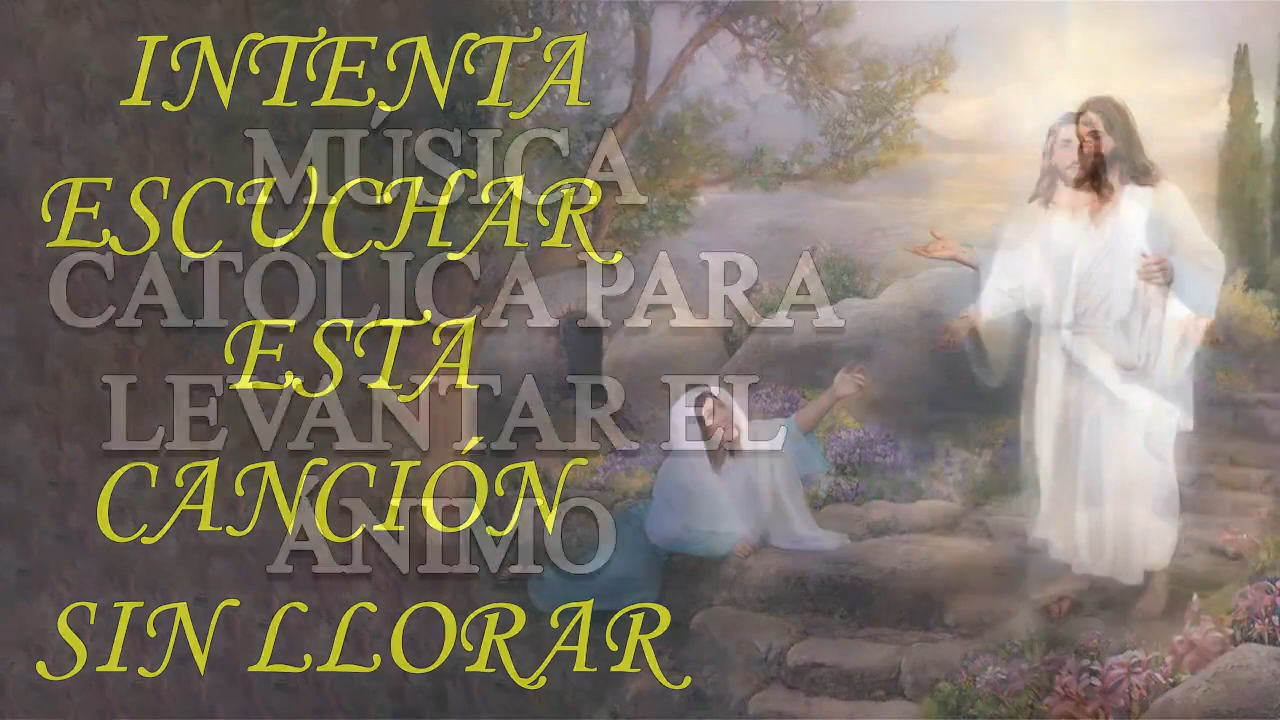 INTENTA
ESCUCHAR
ESTA
CANCIÓN
SIN LLORAR
MÚSICA
CATÓLICA PARA
LEVANTAR EL
ÁNIMO